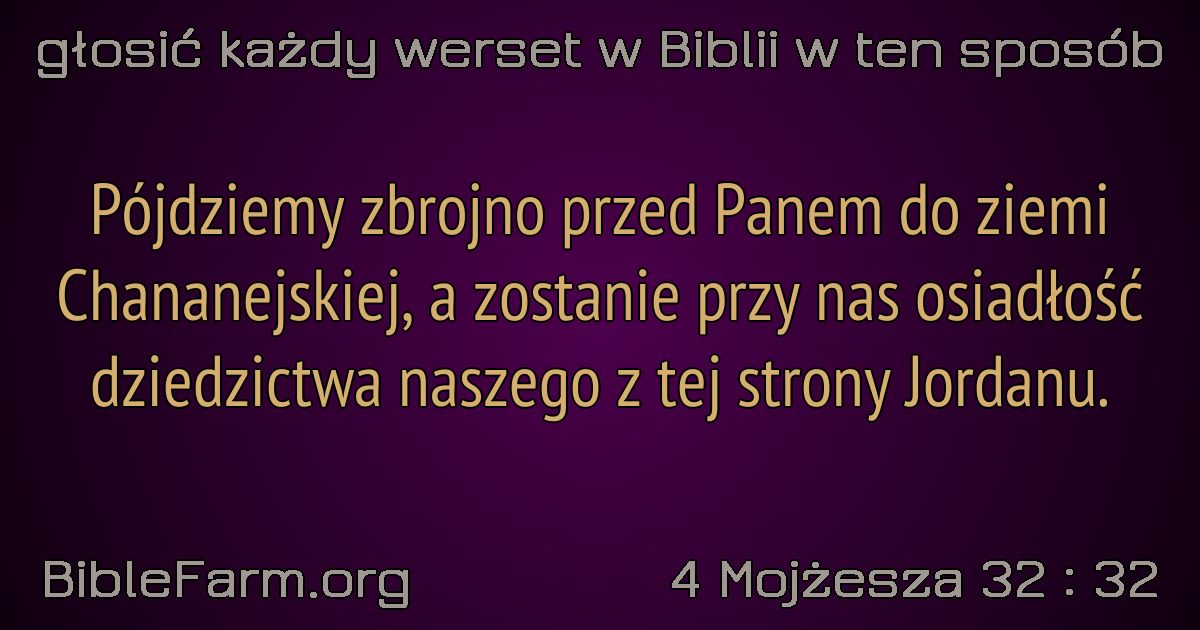 głosić każdy werset w Biblii w ten sposób
Pójdziemy zbrojno przed Panem do ziemi
Chananejskiej, a zostanie przy nas osiadłość
dziedzictwa naszego z tej strony Jordanu.
BibleFarm.org
4 Mojżesza 32 : 32